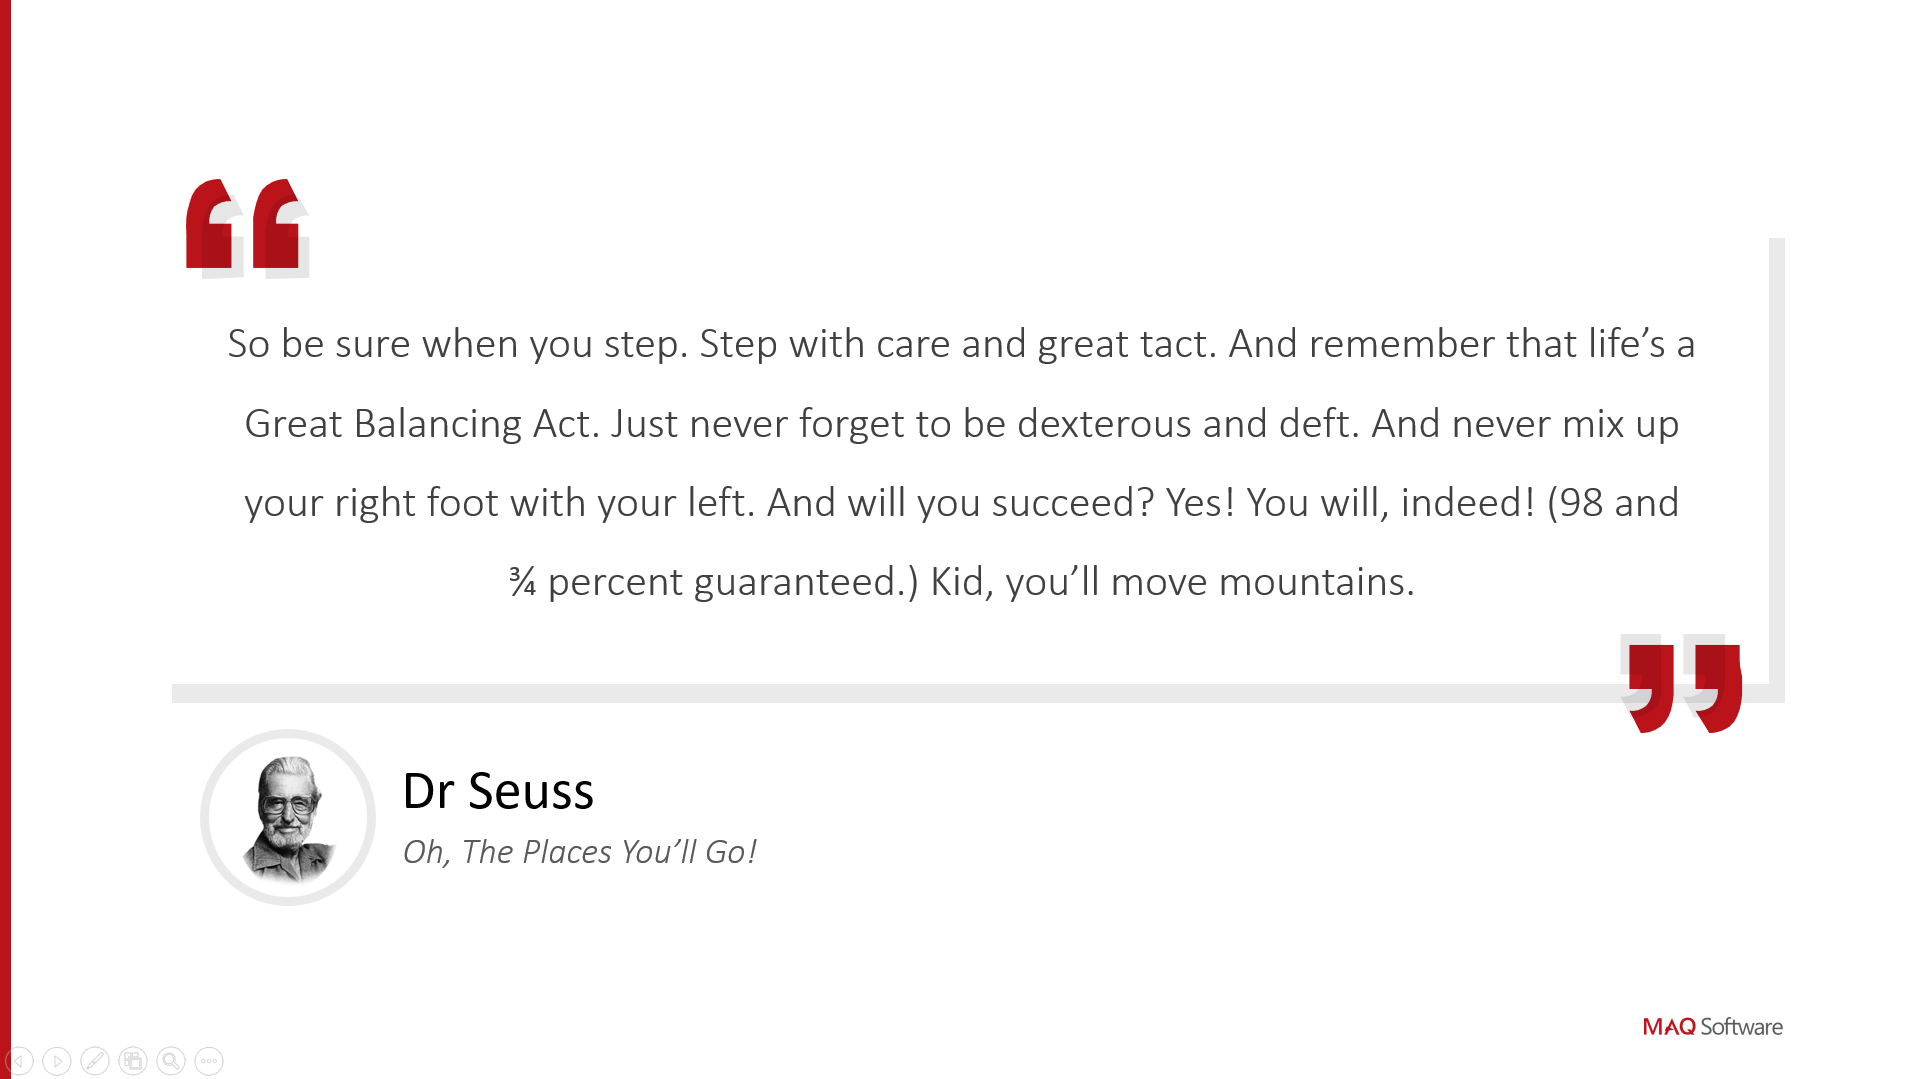 So be sure when you step. Step with care and great tact. And remember that life’s a
Great Balancing Act. Just never forget to be dexterous and deft. And never mix up
your right foot with your left. And will you succeed? Yes! You will, indeed! (98 and
¾ percent guaranteed.) Kid, you’ll move mountains.
Dr Seuss
Oh, The Places You’ll Go!
MAQ Software